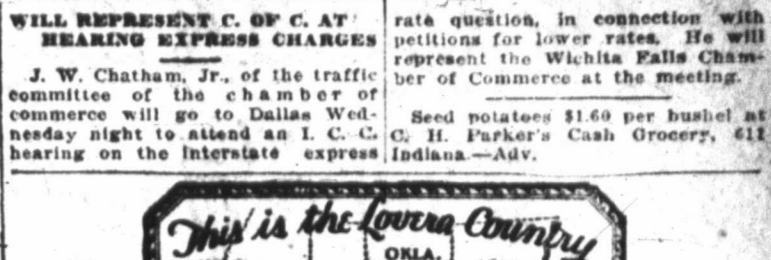 WILL REPRESENT C. OF C. AT
HEARING EXPRESS CHARGES
J. W. Chatham, Jr., of the traffic
committee of the chamber of
commerce will go to Dallas Wed-
nesday night to attend an I. C. C.
hearing on the interstate express
rate question, in connection with
petitions for lower rates. He will
represent the Wichita Falls Cham-
ber of Commerce at the meeting.
Seed potatoes $1.60 per bushel at
C. H. Parker's Cash Grocery, 611
Indiana.—Adv.
This is the Lovera Country
OKLA.